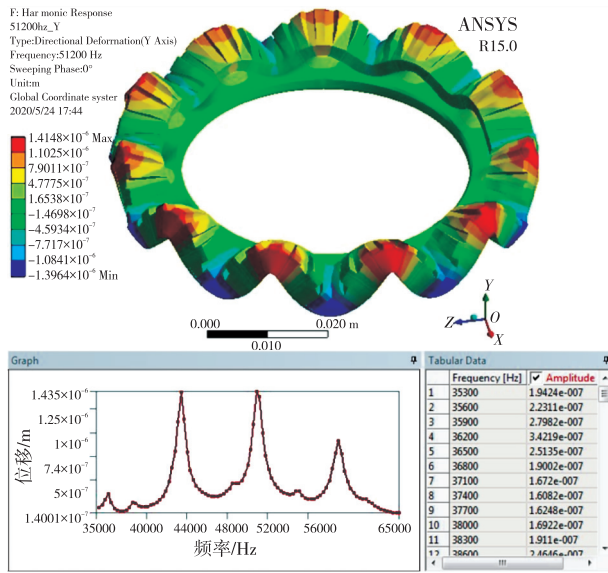 F: Har monic Response
51200hz_Y
Type:Directional Deformation(Y Axis)
Frequency:51200 Hz
Sweeping Phase:0°
Unit:m
Global Coordinate syster
2020/5/24 17:44
ANSYS
R15.0
1.4148×10⁻⁶ Max
1.1025×10⁻⁶
7.9011×10⁻⁷
4.7775×10⁻⁷
1.6538×10⁻⁷
-1.4698×10⁻⁷
-4.5934×10⁻⁷
-7.717×10⁻⁷
-1.0841×10⁻⁶
-1.3964×10⁻⁶ Min
0.000
0.020 m
0.010
Y
Z
O
X
Graph
1.435×10⁻⁶
1.25×10⁻⁶
1×10⁻⁶
7.4×10⁻⁷
5×10⁻⁷
1.4001×10⁻⁷
位移/m
35000 40000 44000 48000 52000 56000 65000
频率/Hz
Tabular Data
Frequency [Hz] Amplitude
1 35300 1.9424e-007
2 35600 2.2311e-007
3 35900 2.7982e-007
4 36200 3.4219e-007
5 36500 2.5135e-007
6 36800 1.9002e-007
7 37100 1.672e-007
8 37400 1.6082e-007
9 37700 1.6248e-007
10 38000 1.6922e-007
11 38300 1.911e-007
12 38600 2.4646e-007